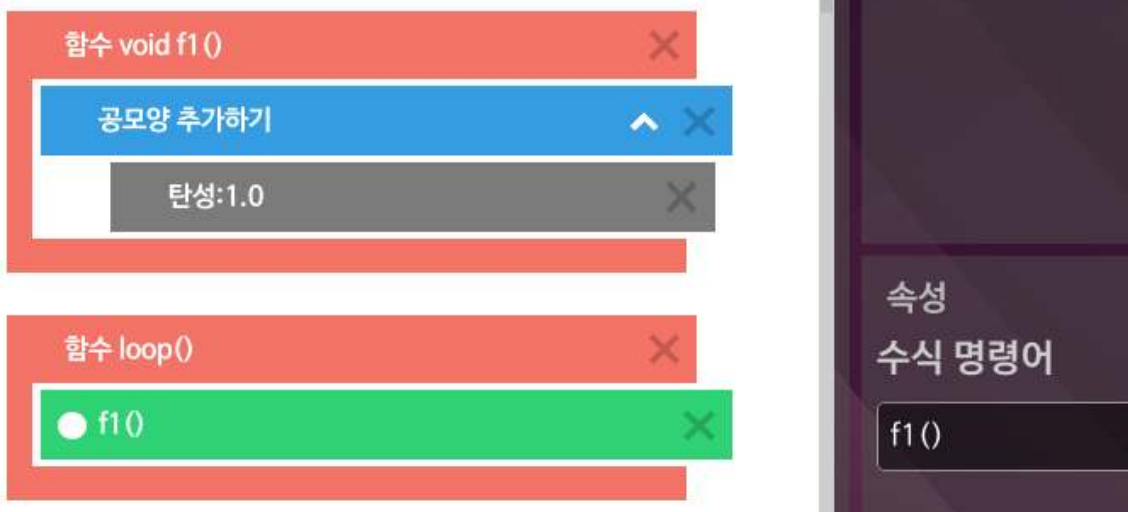 함수 void f1 ()
공모양 추가하기
탄성:1.0
함수 loop()
f1 ()
속성
수식 명령어
f1 ()